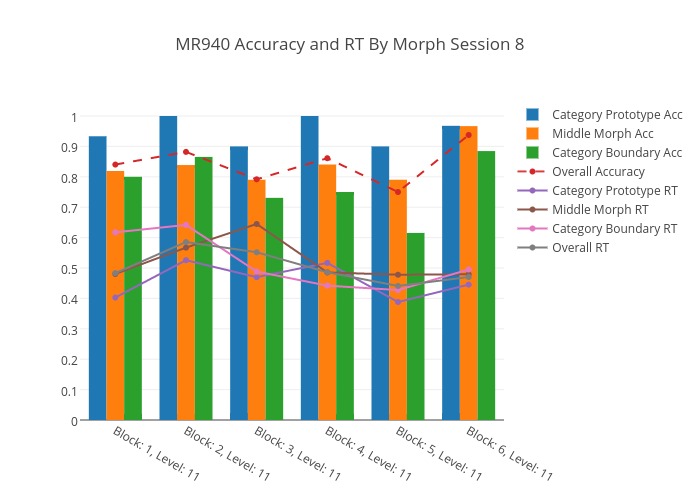 MR940 Accuracy and RT By Morph Session 8
1
0.9
0.8
0.7
0.6
0.5
0.4
0.3
0.2
0.1
0
Block: 1, Level: 11
Block: 2, Level: 11
Block: 3, Level: 11
Block: 4, Level: 11
Block: 5, Level: 11
Block: 6, Level: 11
Category Prototype Acc
Middle Morph Acc
Category Boundary Acc
Overall Accuracy
Category Prototype RT
Middle Morph RT
Category Boundary RT
Overall RT